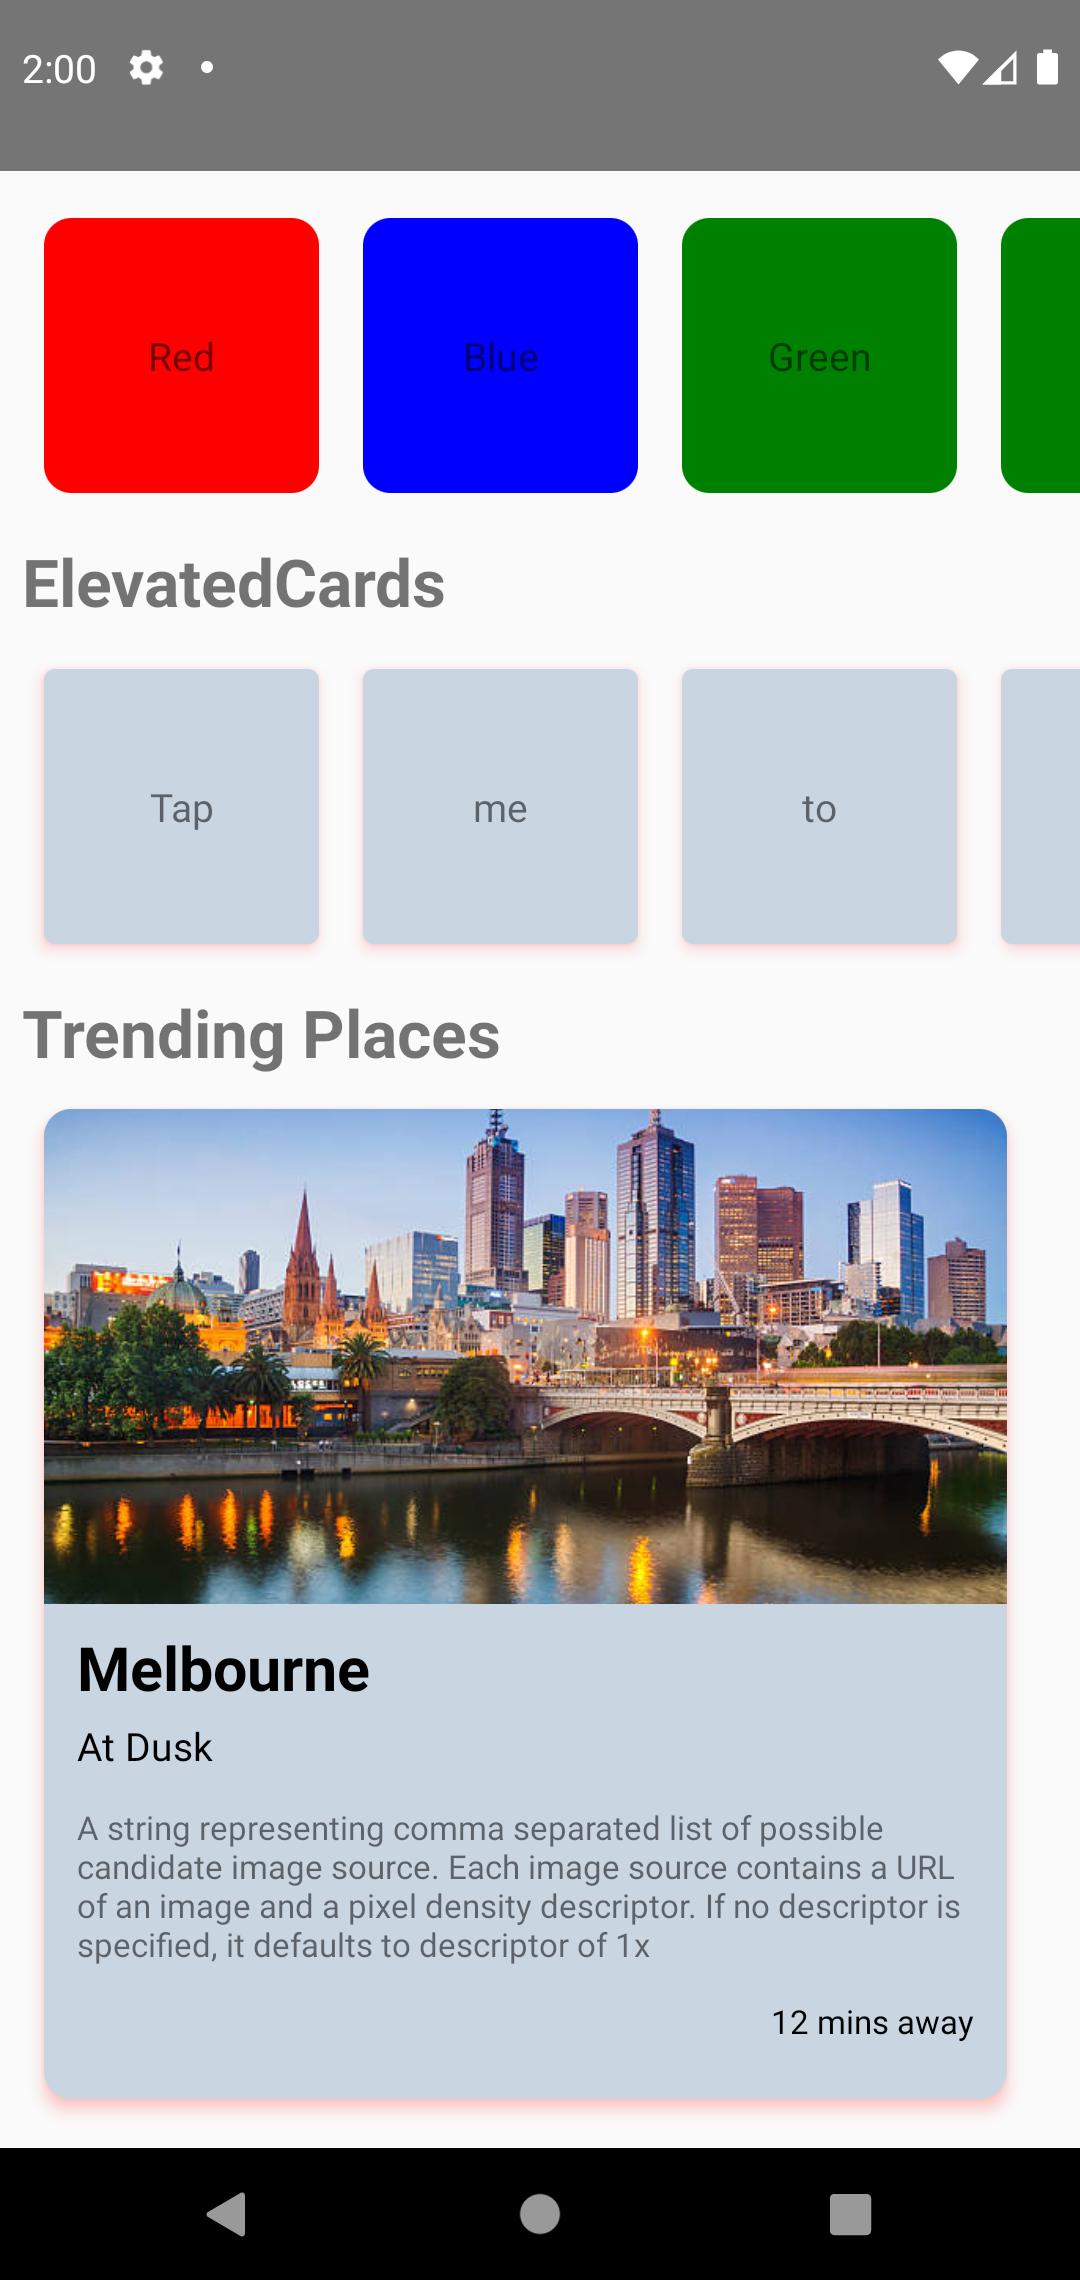 2:00
Red
Blue
Green
ElevatedCards
Tap
me
to
Trending Places
Melbourne
At Dusk
A string representing comma separated list of possible
candidate image source. Each image source contains a URL
of an image and a pixel density descriptor. If no descriptor is
specified, it defaults to descriptor of 1x
12 mins away